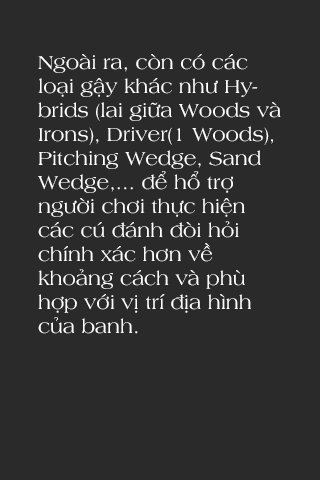 Ngoài ra, còn có các
loại gậy khác như Hy-
brids (lai giữa Woods và
Irons), Driver(1 Woods),
Pitching Wedge, Sand
Wedge,... để hổ trợ
người chơi thực hiện
các cú đánh đòi hỏi
chính xác hơn về
khoảng cách và phù
hợp với vị trí địa hình
của banh.